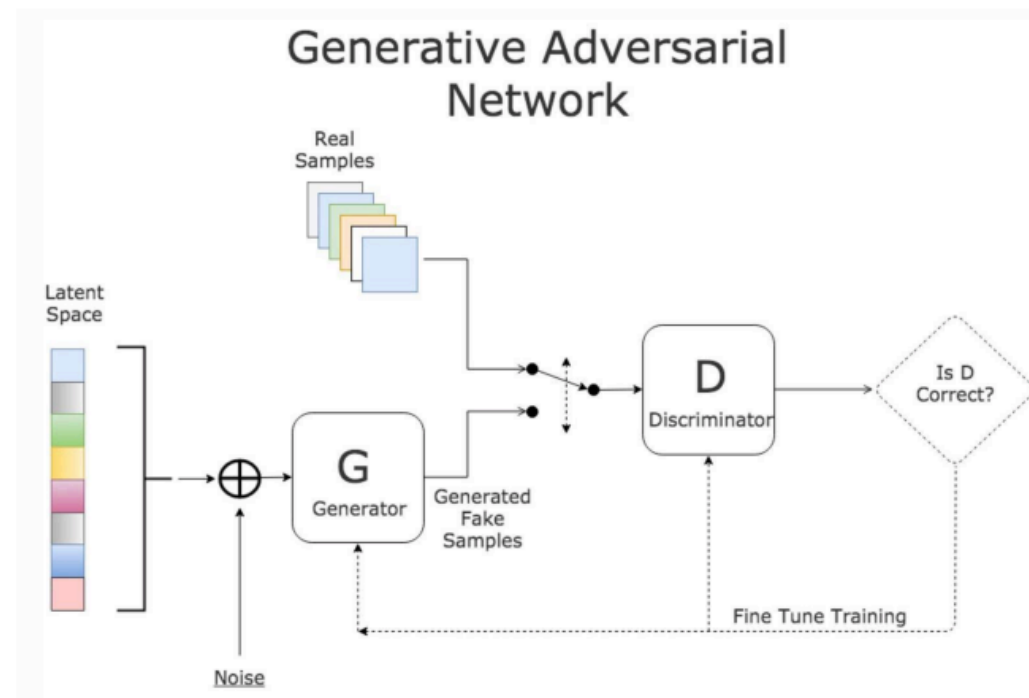 Generative Adversarial
Network
Real
Samples
Latent
Space
G
Generator
Generated
Fake
Samples
D
Discriminator
Is D
Correct?
Fine Tune Training
Noise